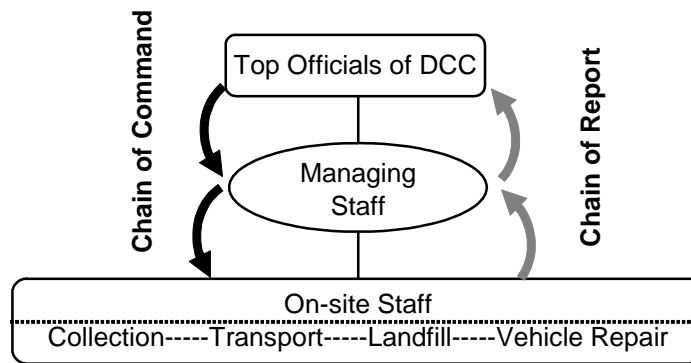 Top Officials of DCC
Chain of Command
Chain of Report
Managing
Staff
On-site Staff
Collection-----Transport-----Landfill-----Vehicle Repair